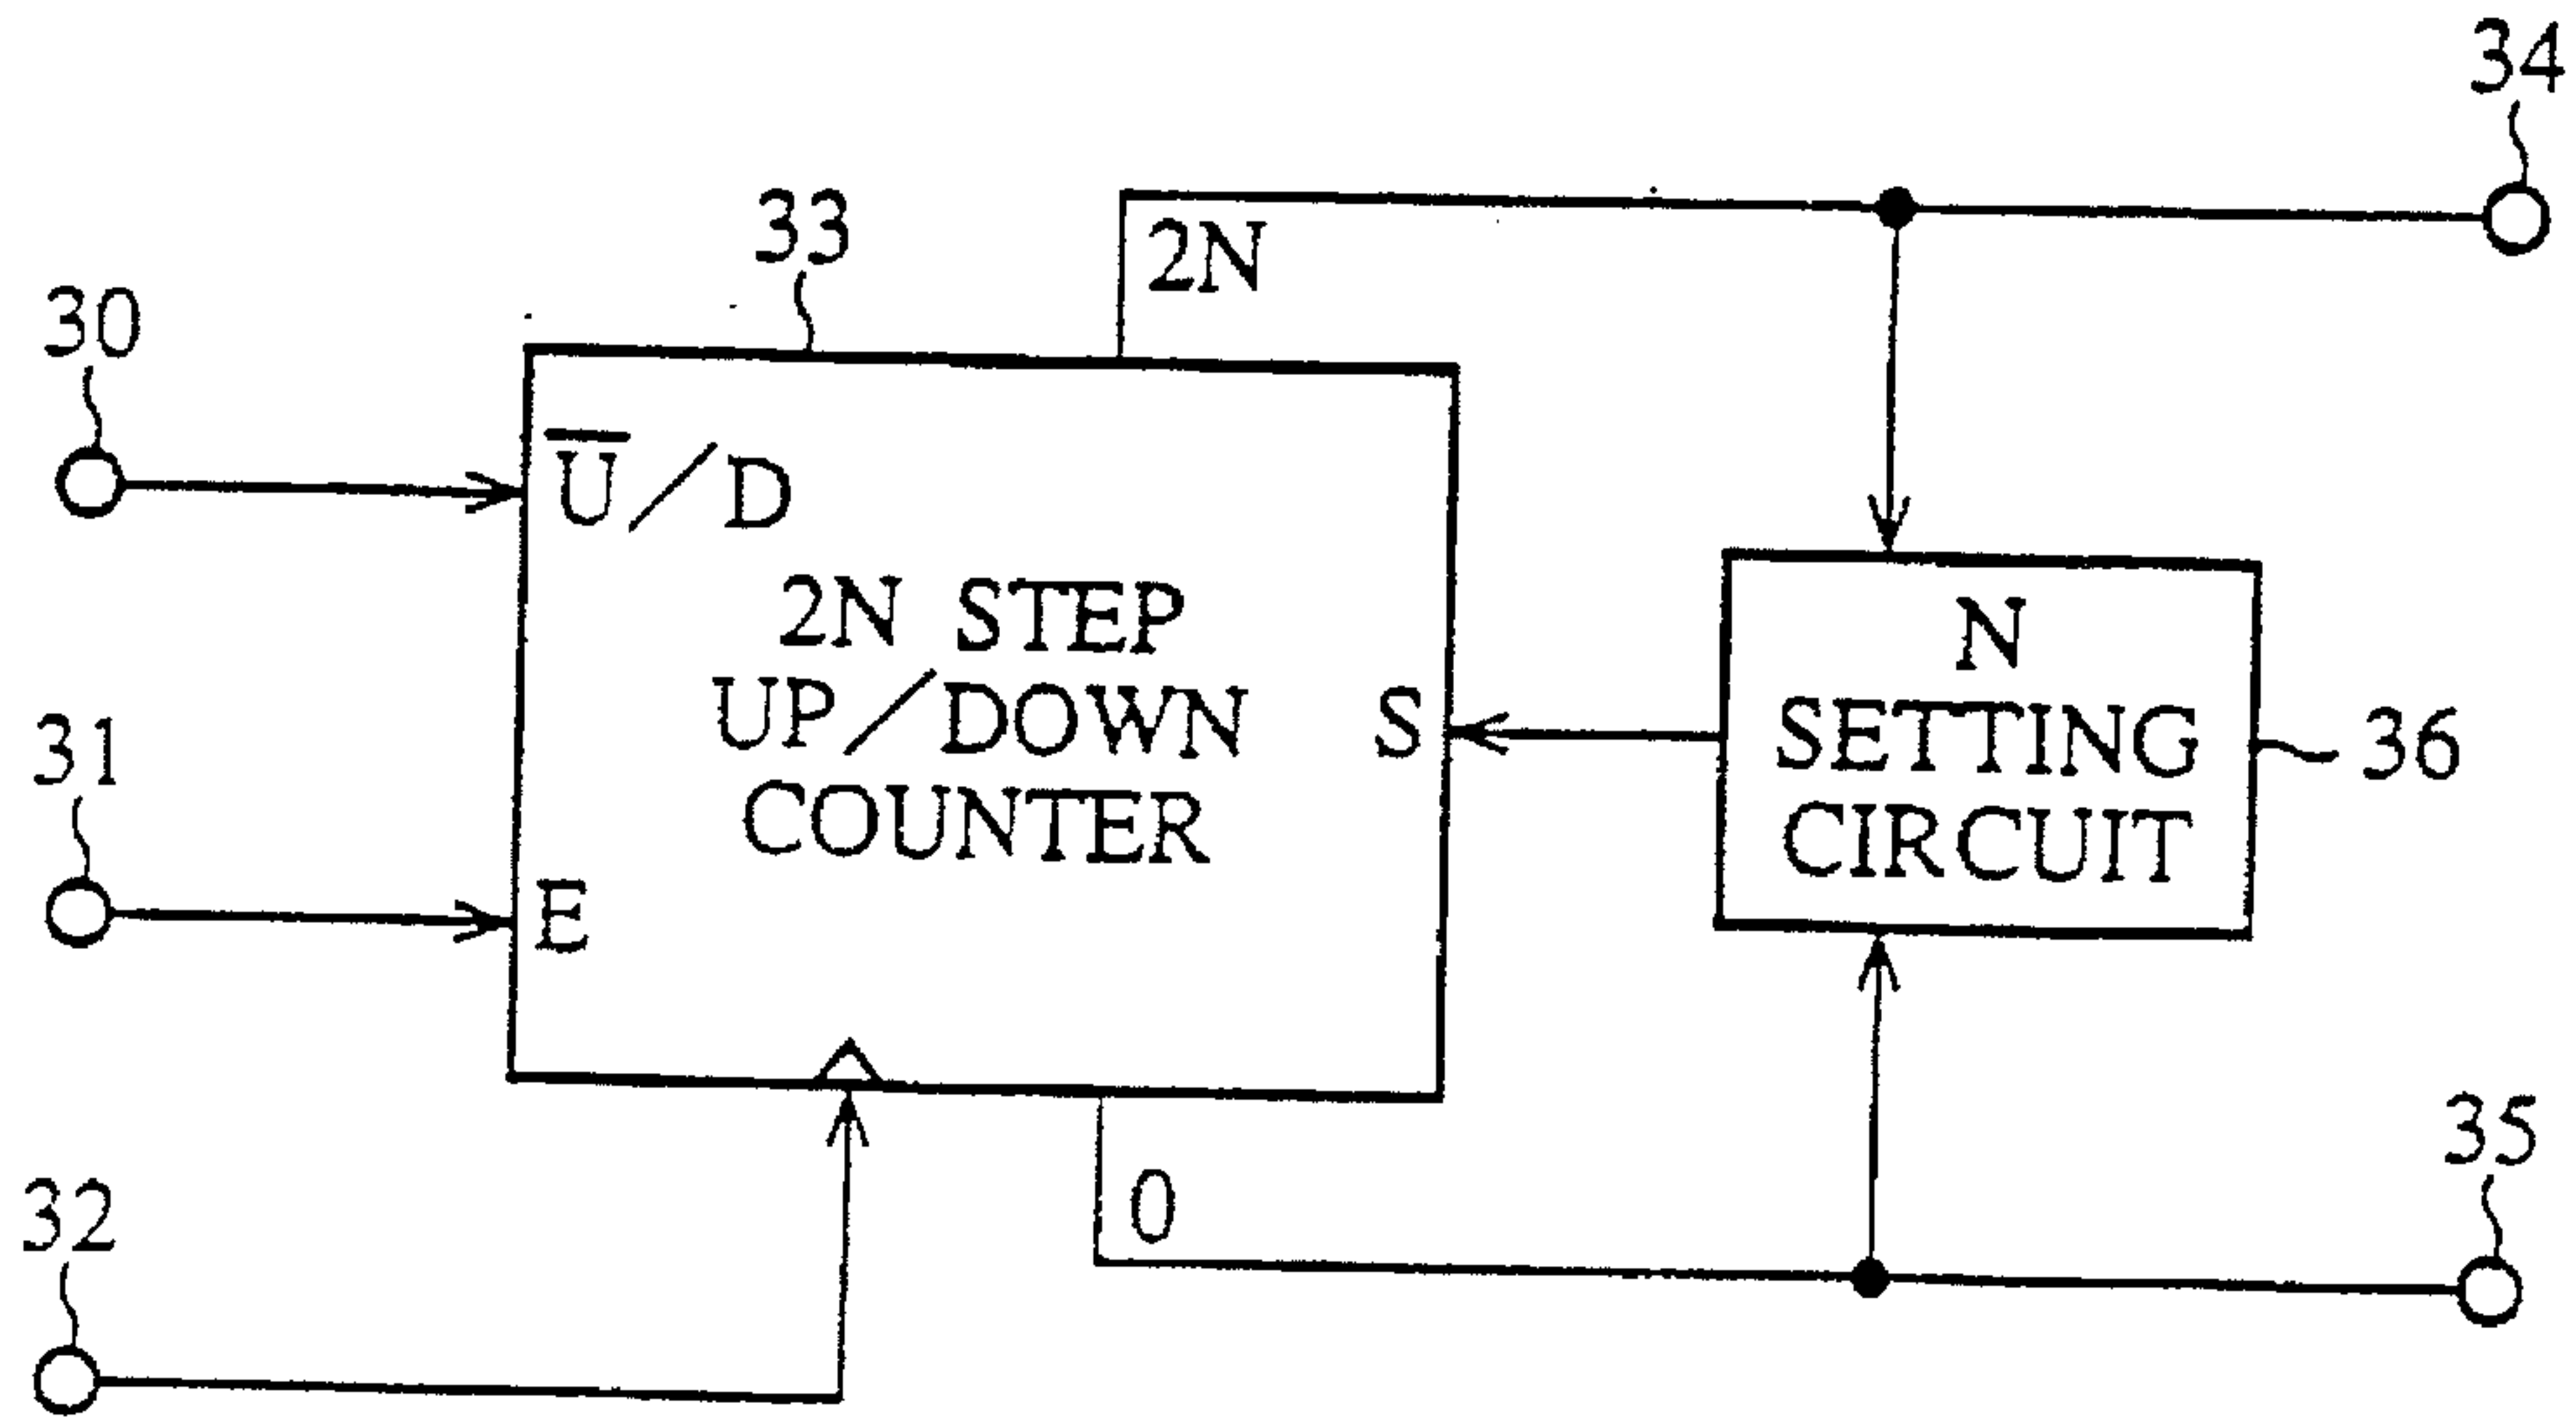 34
33
2N
30
U̅/D
2N STEP
UP/DOWN
COUNTER
S
N
SETTING
CIRCUIT
36
31
E
35
32
0